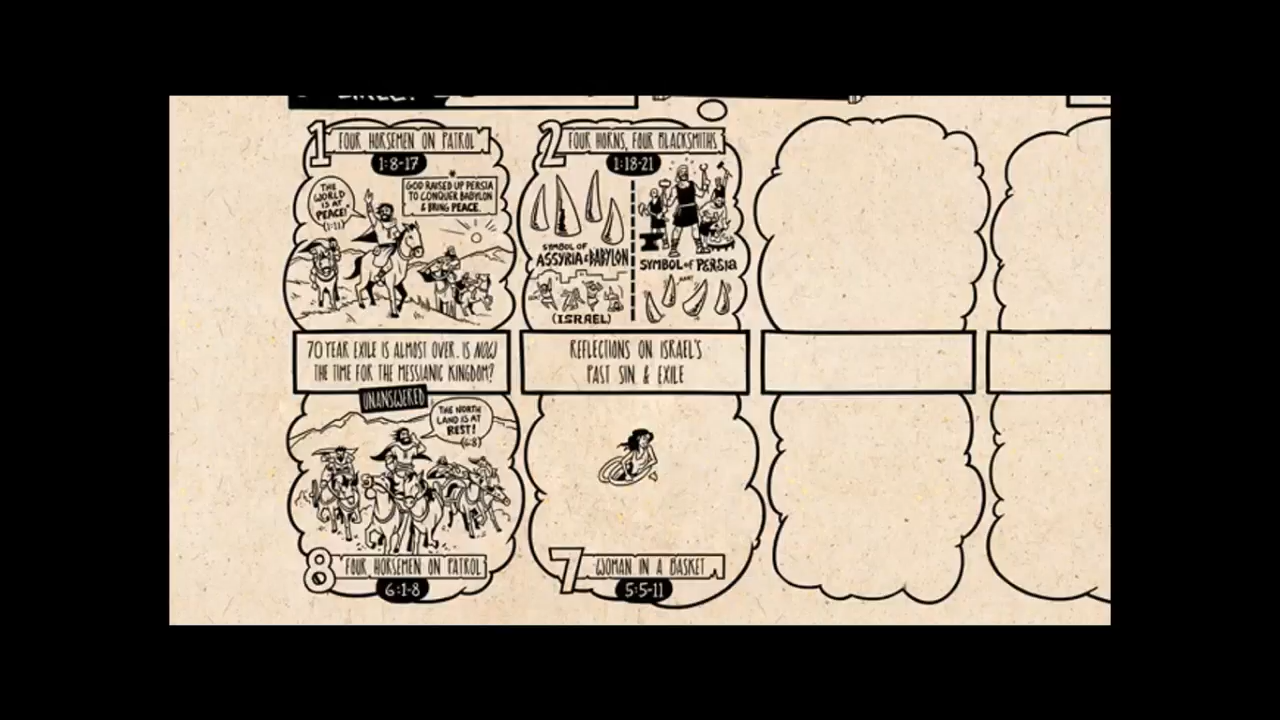 1 FOUR HORSEMEN ON PATROL
1:8-17
THE
WORLD
IS AT
PEACE!
(1:11)
*
GOD RAISED UP PERSIA
TO CONQUER BABYLON
& BRING PEACE.
2 FOUR HORNS, FOUR BLACKSMITHS
1:18-21
SYMBOL OF
ASSYRIA & BABYLON
(ISRAEL)
SYMBOL OF PERSIA
70 YEAR EXILE IS ALMOST OVER. IS NOW
THE TIME FOR THE MESSIANIC KINGDOM?
UNANSWERED
REFLECTIONS ON ISRAEL'S
PAST SIN & EXILE
THE NORTH
LAND IS AT
REST!
(6:8)
8 FOUR HORSEMEN ON PATROL
6:1-8
7 WOMAN IN A BASKET
5:5-11